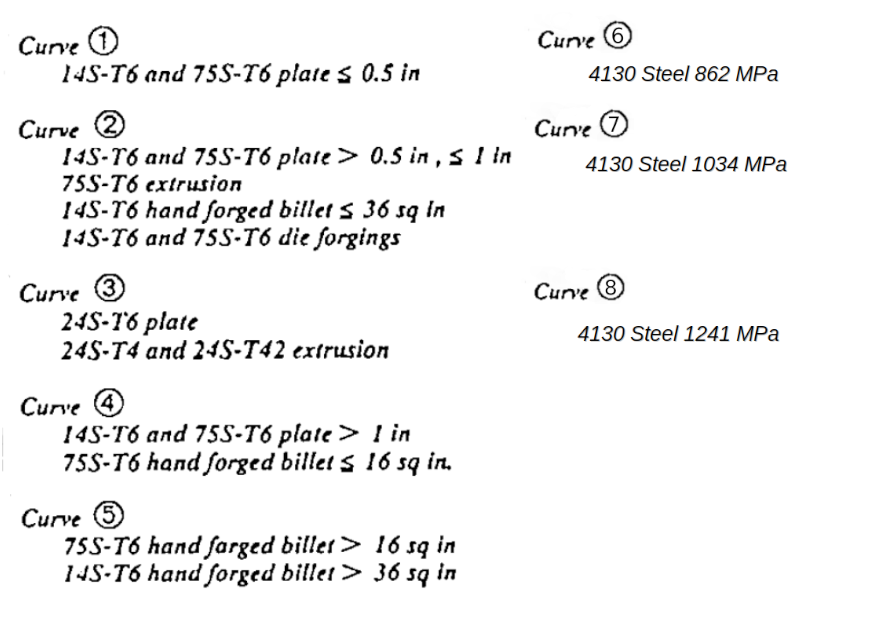 Curve ①
14S-T6 and 75S-T6 plate ≤ 0.5 in
Curve ②
14S-T6 and 75S-T6 plate > 0.5 in , ≤ 1 in
75S-T6 extrusion
14S-T6 hand forged billet ≤ 36 sq in
14S-T6 and 75S-T6 die forgings
Curve ③
24S-T6 plate
24S-T4 and 24S-T42 extrusion
Curve ④
14S-T6 and 75S-T6 plate > 1 in
75S-T6 hand forged billet ≤ 16 sq in.
Curve ⑤
75S-T6 hand forged billet > 16 sq in
14S-T6 hand forged billet > 36 sq in
Curve ⑥
4130 Steel 862 MPa
Curve ⑦
4130 Steel 1034 MPa
Curve ⑧
4130 Steel 1241 MPa